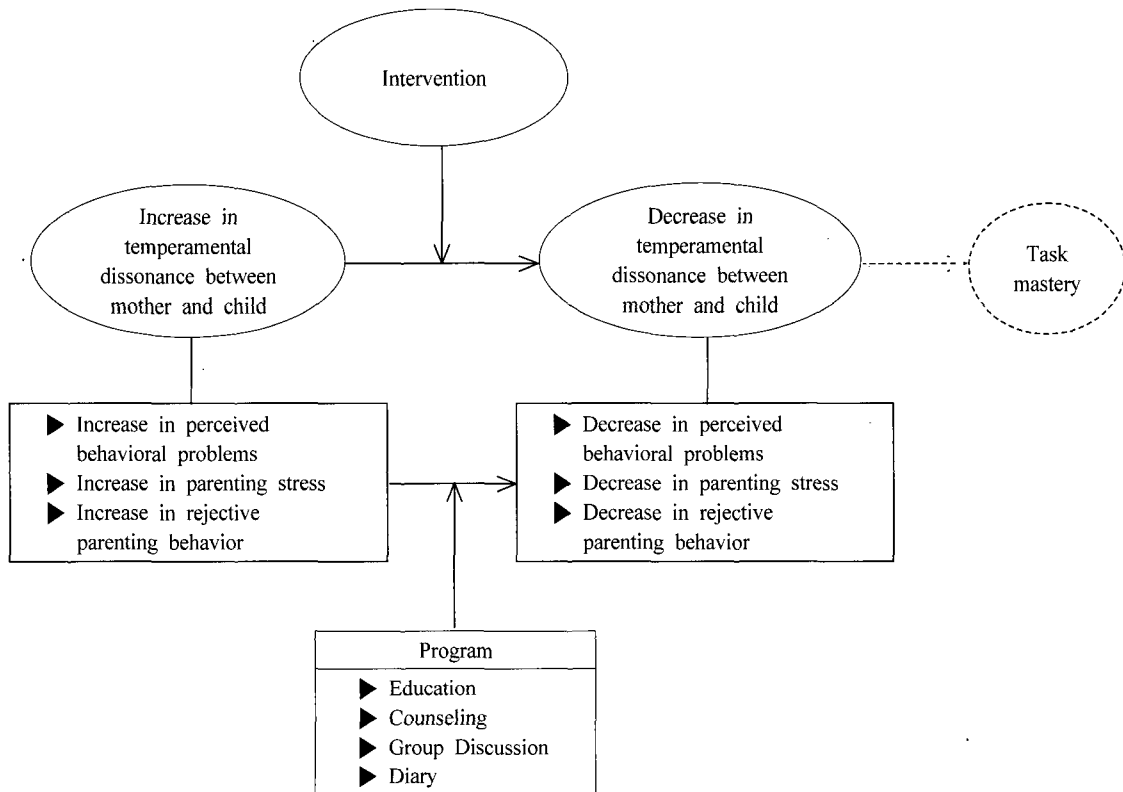 Intervention
Increase in
temperamental
dissonance between
mother and child
Decrease in
temperamental
dissonance between
mother and child
Task
mastery
▶ Increase in perceived
behavioral problems
▶ Increase in parenting stress
▶ Increase in rejective
parenting behavior
▶ Decrease in perceived
behavioral problems
▶ Decrease in parenting stress
▶ Decrease in rejective
parenting behavior
Program
▶ Education
▶ Counseling
▶ Group Discussion
▶ Diary